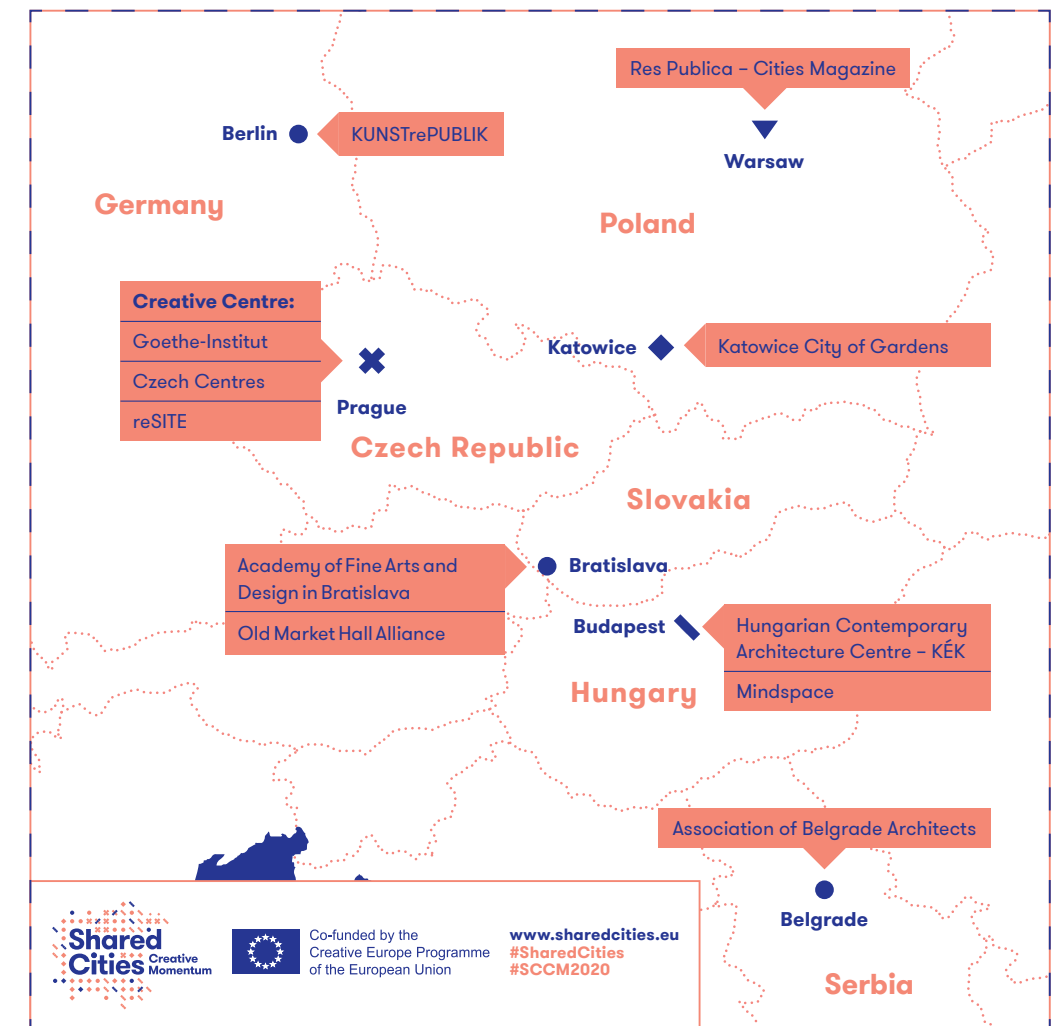 Res Publica – Cities Magazine
Berlin
KUNSTrePUBLIK
Warsaw
Germany
Poland
Creative Centre:
Goethe-Institut
Czech Centres
reSITE
Prague
Katowice
Katowice City of Gardens
Czech Republic
Slovakia
Academy of Fine Arts and
Design in Bratislava
Old Market Hall Alliance
Bratislava
Budapest
Hungarian Contemporary
Architecture Centre – KÉK
Mindspace
Hungary
Association of Belgrade Architects
Belgrade
Serbia
Shared
Cities Creative
Momentum
Co-funded by the
Creative Europe Programme
of the European Union
www.sharedcities.eu
#SharedCities
#SCCM2020